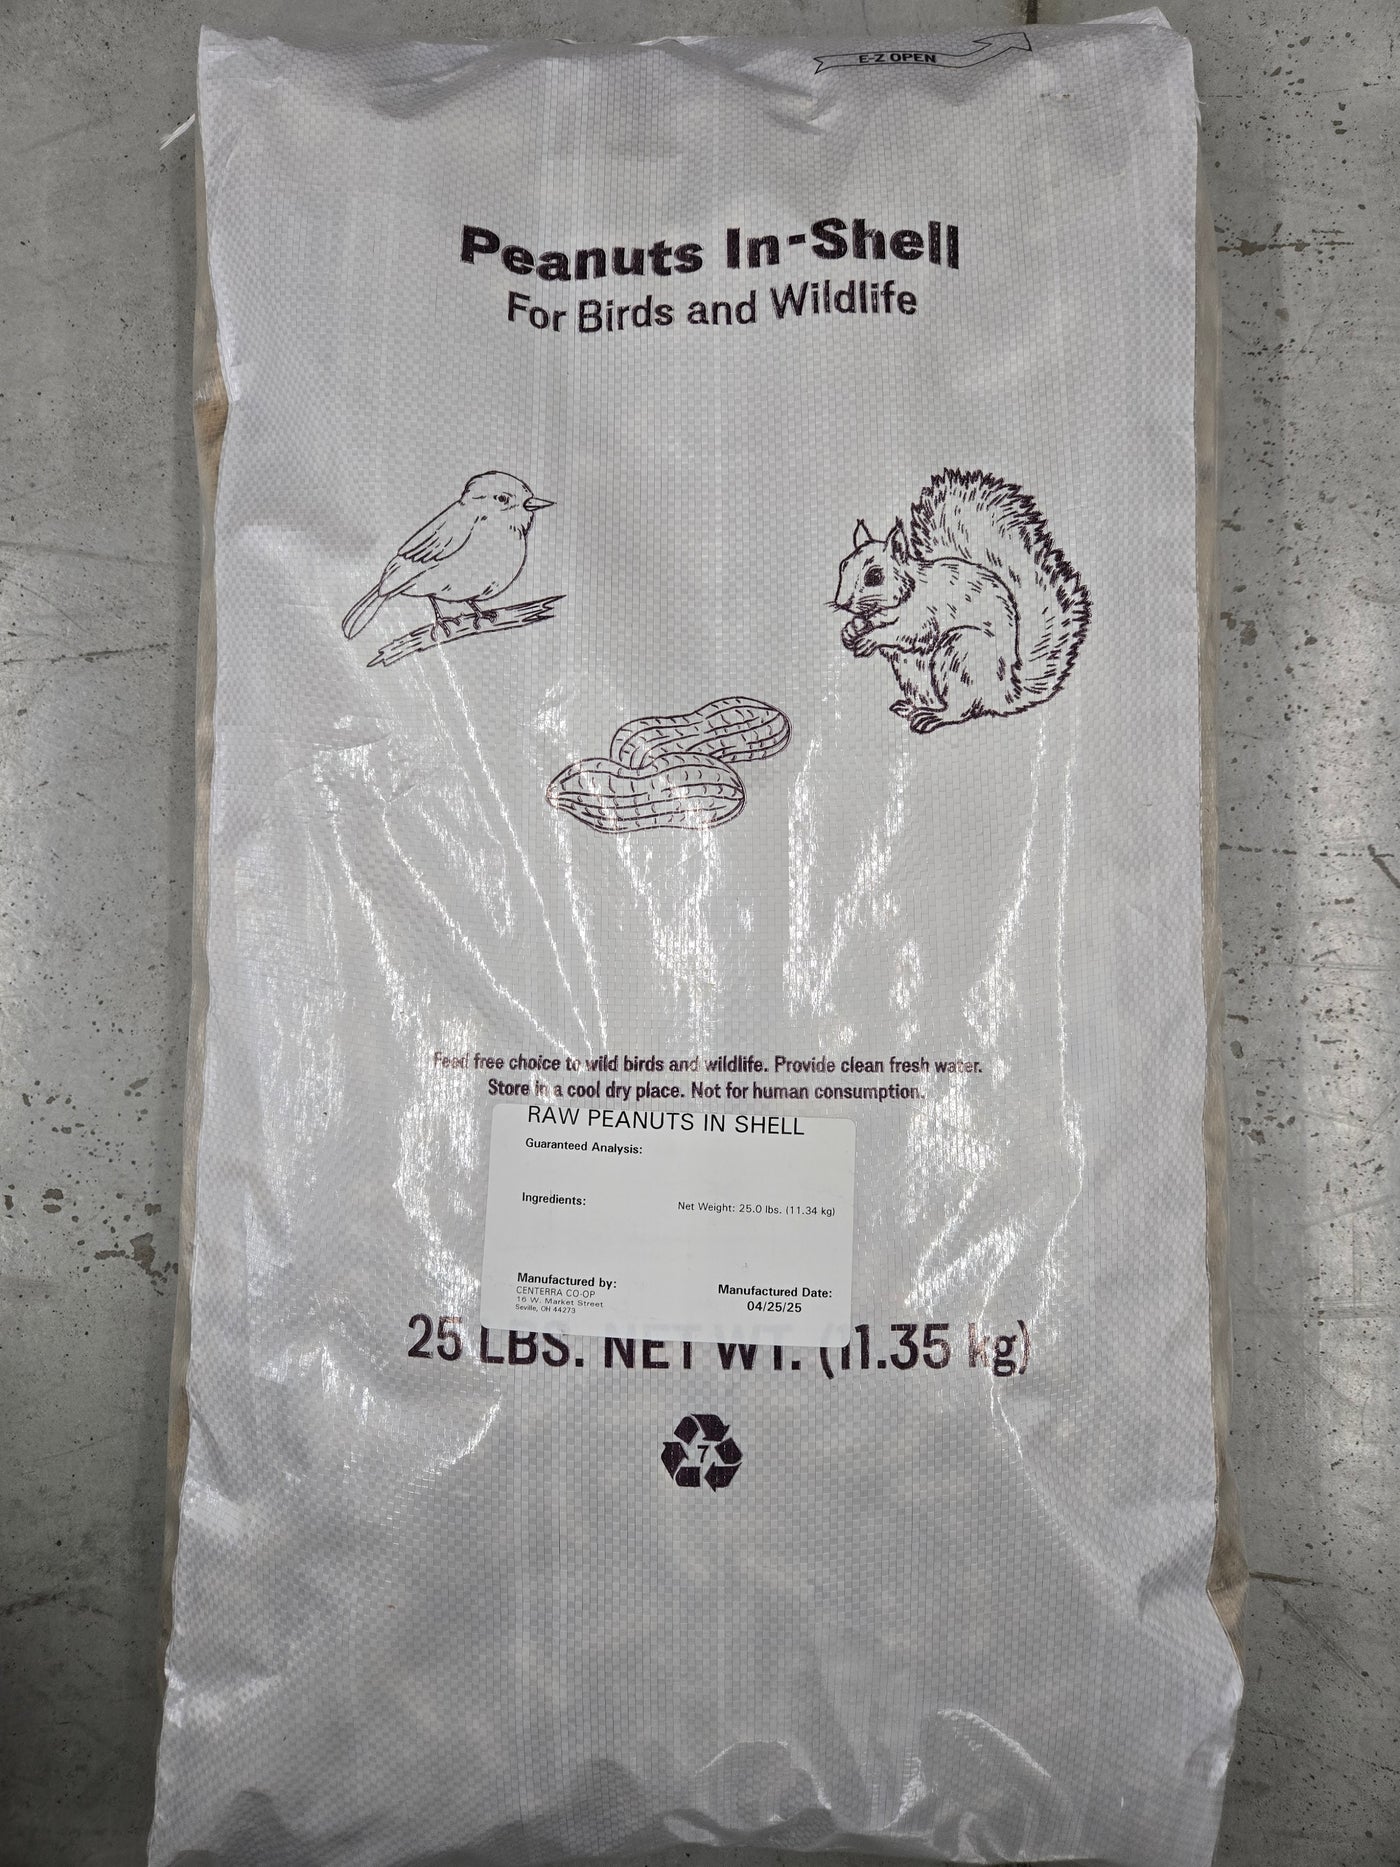 E-Z OPEN
Peanuts In-Shell
For Birds and Wildlife
Feed free choice to wild birds and wildlife. Provide clean fresh water.
Store in a cool dry place. Not for human consumption.
RAW PEANUTS IN SHELL
Guaranteed Analysis:
Ingredients:
Net Weight: 25.0 lbs. (11.34 kg)
Manufactured by:
CENTERRA CO-OP
16 W. Market Street
Seville, OH 44273
Manufactured Date:
04/25/25
25 LBS. NET WT. (11.35 kg)
7